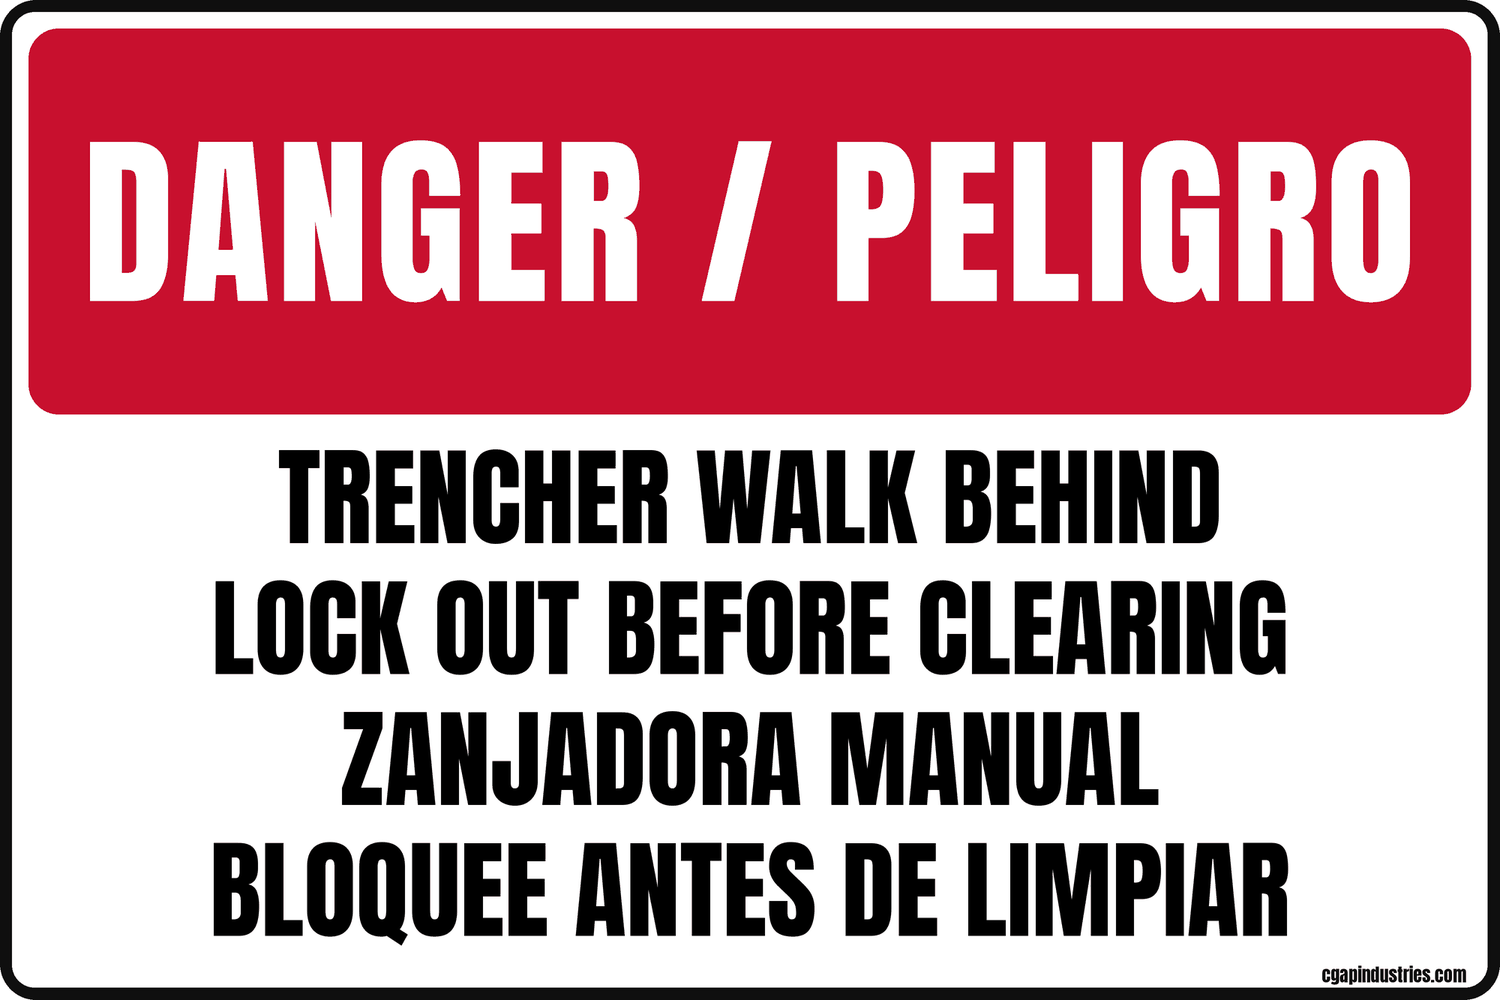 DANGER / PELIGRO
TRENCHER WALK BEHIND
LOCK OUT BEFORE CLEARING
ZANJADORA MANUAL
BLOQUEE ANTES DE LIMPIAR
cgapindustries.com